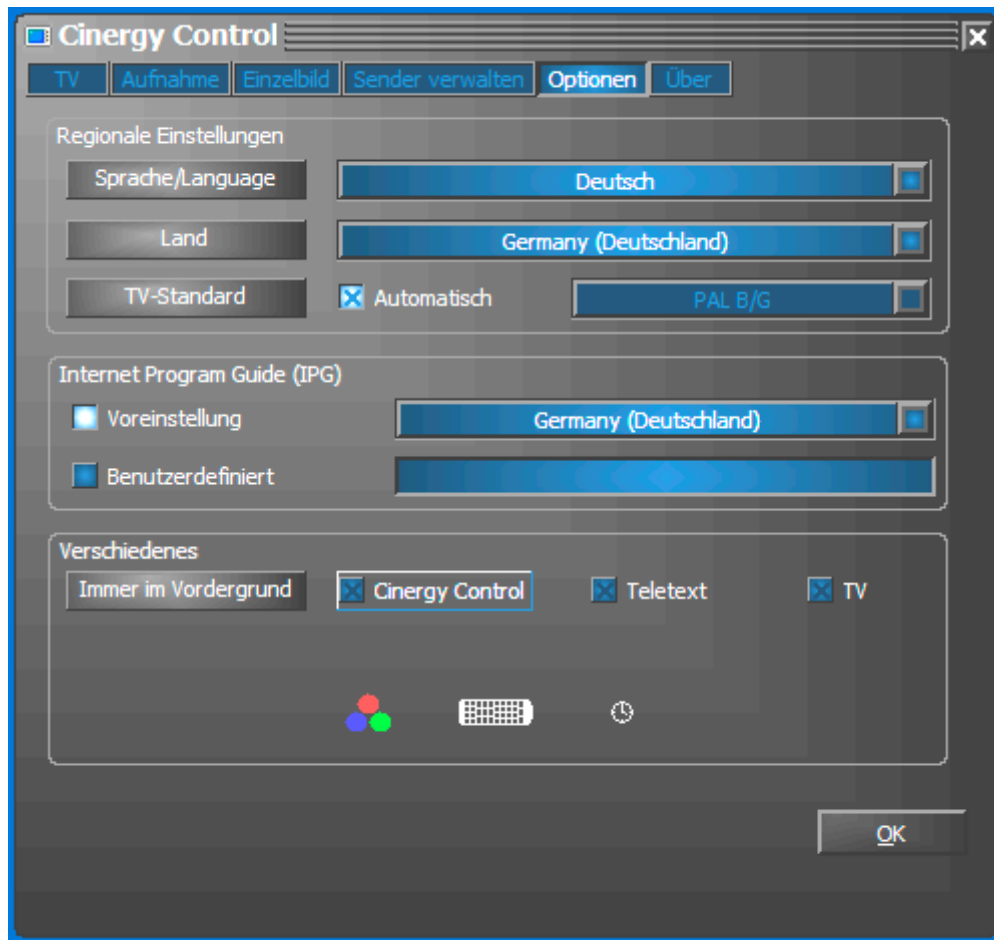 Cinergy Control
TV Aufnahme Einzelbild Sender verwalten Optionen Über
Regionale Einstellungen
Sprache/Language Deutsch
Land Germany (Deutschland)
TV-Standard Automatisch PAL B/G
Internet Program Guide (IPG)
Voreinstellung Germany (Deutschland)
Benutzerdefiniert
Verschiedenes
Immer im Vordergrund Cinergy Control Teletext TV
OK